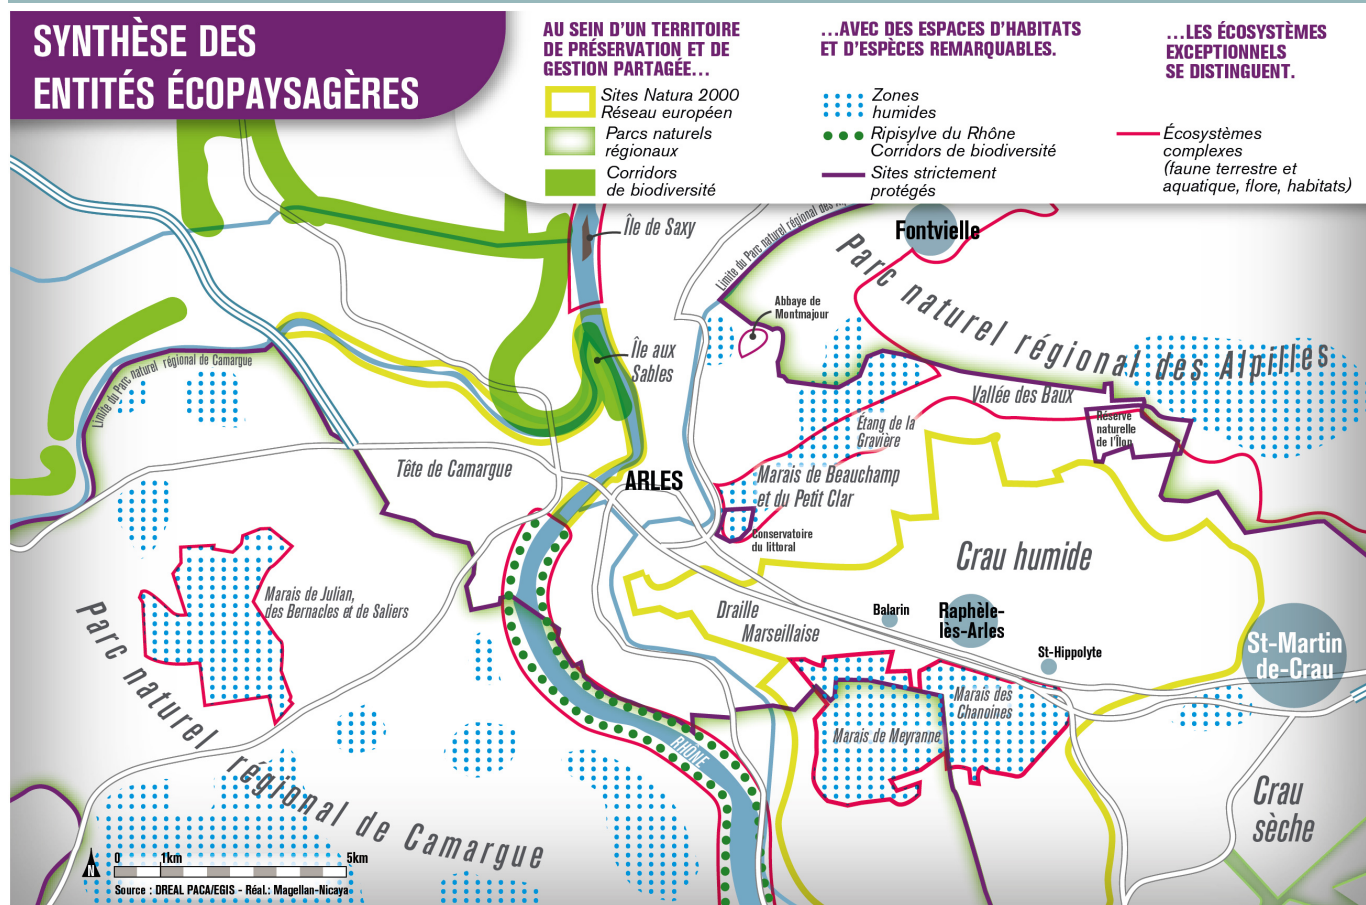 SYNTHÈSE DES
ENTITÉS ÉCOPAYSAGÈRES
AU SEIN D'UN TERRITOIRE
DE PRÉSERVATION ET DE
GESTION PARTAGÉE...
Sites Natura 2000
Réseau européen
Parcs naturels
régionaux
Corridors
de biodiversité
...AVEC DES ESPACES D'HABITATS
ET D'ESPÈCES REMARQUABLES.
Zones
humides
Ripisylve du Rhône
Corridors de biodiversité
Sites strictement
protégés
...LES ÉCOSYSTÈMES
EXCEPTIONNELS
SE DISTINGUENT.
Écosystèmes
complexes
(faune terrestre et
aquatique, flore, habitats)
Île de Saxy
Limite du Parc naturel régional des
Fontvielle
Parc naturel régional des Alpilles
Abbaye de
Montmajour
Île aux
Sables
Limite du Parc naturel régional de Camargue
Vallée des Baux
Réserve
naturelle
de l'Îlon
Étang de la
Gravière
Tête de Camargue
ARLES
Marais de Beauchamp
et du Petit Clar
Conservatoire
du littoral
Crau humide
Marais de Julian,
des Bernacles et de Saliers
Draille
Marseillaise
Balarin
Raphèle-
lès-Arles
St-Hippolyte
St-Martin
de-Crau
Marais des
Chanoines
Marais de Meyranne
RHÔNE
Parc naturel
régional de Camargue
Crau
sèche
N
0 1km 5km
Source : DREAL PACA/EGIS - Réal.: Magellan-Nicaya